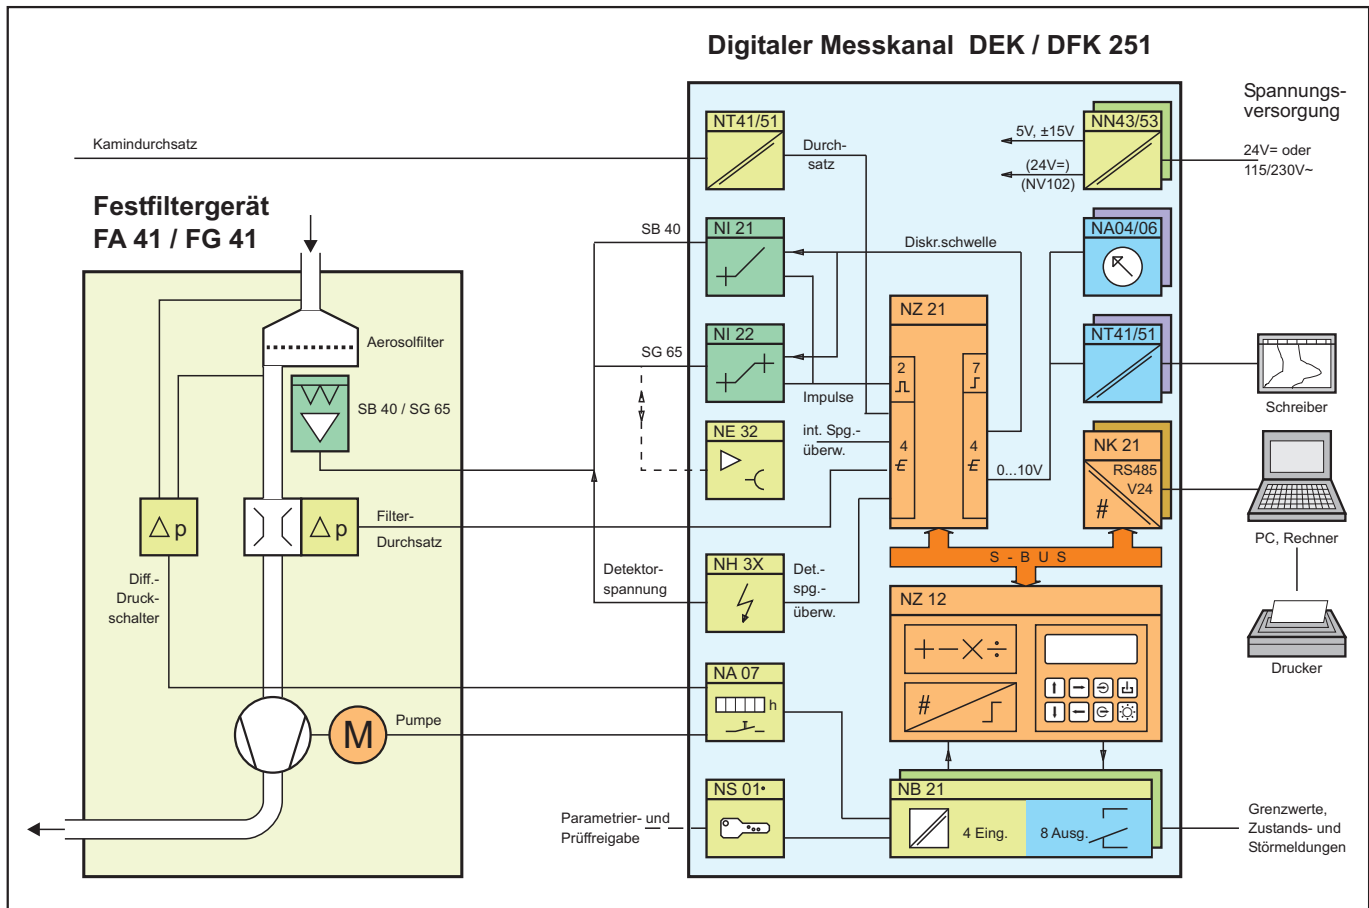 Digitaler Messkanal  DEK / DFK 251
Spannungs-
versorgung
24V= oder
115/230V~
Kamindurchsatz
NT41/51
Durch-
satz
5V, ±15V
(24V=)
(NV102)
NN43/53
Festfiltergerät
FA 41 / FG 41
SB 40
NI 21
Diskr.schwelle
NA04/06
Aerosolfilter
SG 65
NI 22
NZ 21
NT41/51
2
7
Impulse
Schreiber
SB 40 / SG 65
NE 32
int. Spg.-
überw.
4
4
0...10V
NK 21
RS485
V24
#
PC, Rechner
Δ p
Δ p
Filter-
Durchsatz
S - B U S
Diff.-
Druck-
schalter
Detektor-
spannung
NH 3X
Det.-
spg.-
überw.
NZ 12
+ − × ÷
#
Drucker
NA 07
h
Pumpe
M
NS 01•
Parametrier- und
Prüffreigabe
NB 21
4 Eing.
8 Ausg.
Grenzwerte,
Zustands- und
Störmeldungen